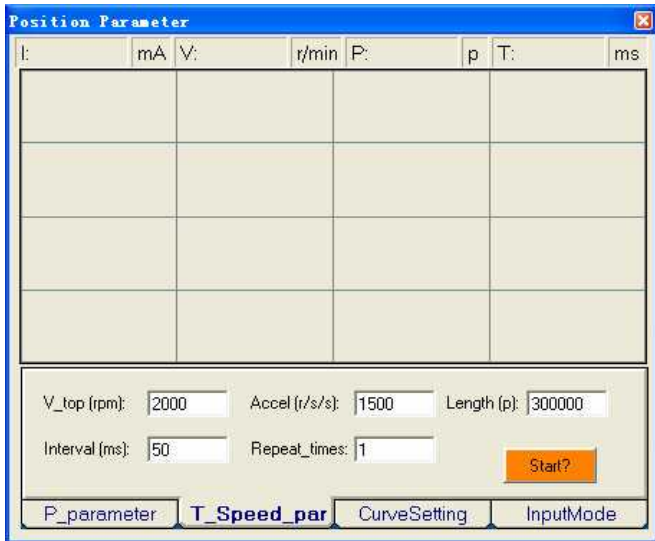 Position Parameter
I: mA V: r/min P: p T: ms
V_top (rpm): 2000 Accel (r/s/s): 1500 Length (p): 300000
Interval (ms): 50 Repeat_times: 1
Start?
P_parameter T_Speed_par CurveSetting InputMode